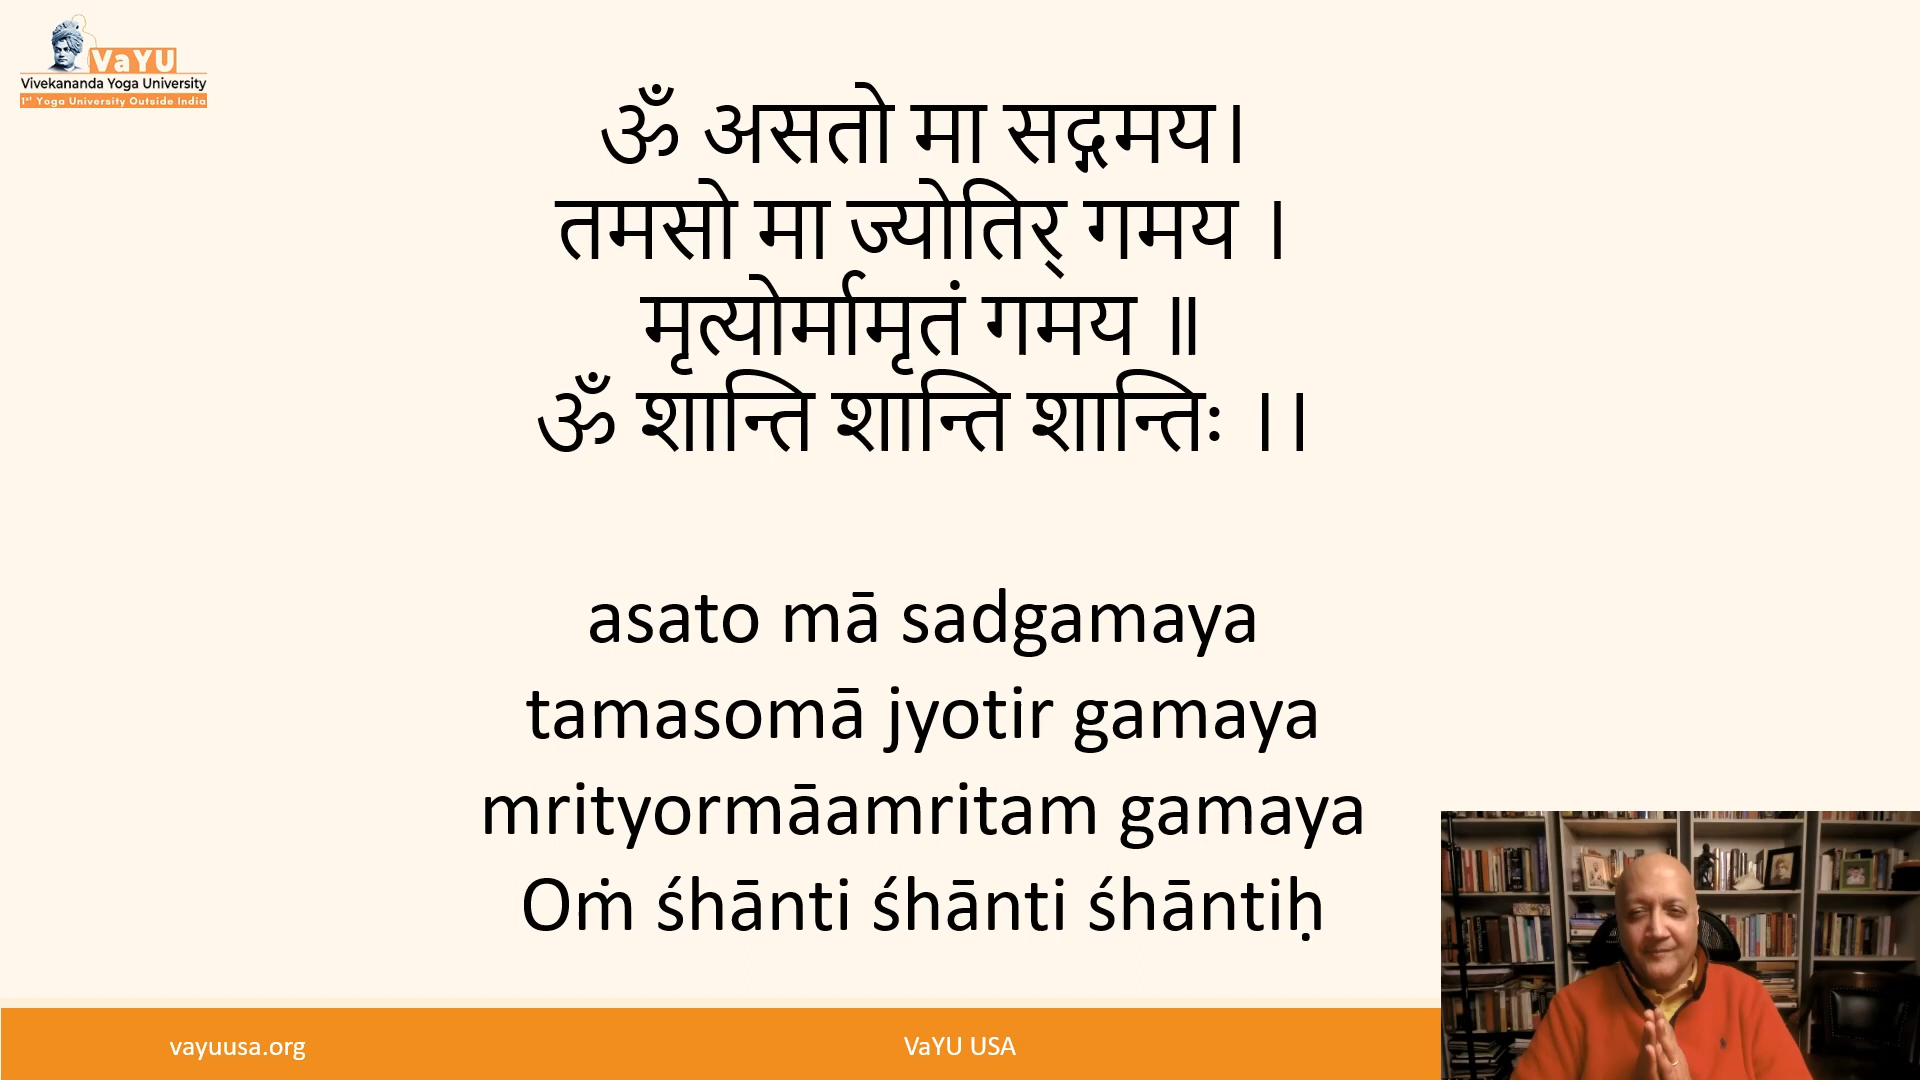 VaYU
Vivekananda Yoga University
1st Yoga University Outside India
ॐ असतो मा सद्गमय।
तमसो मा ज्योतिर् गमय ।
मृत्योर्मामृतं गमय ॥
ॐ शान्ति शान्ति शान्तिः ।।
asato mā sadgamaya
tamasomā jyotir gamaya
mrityormāamritam gamaya
Oṁ śhānti śhānti śhāntiḥ
vayuusa.org
VaYU USA